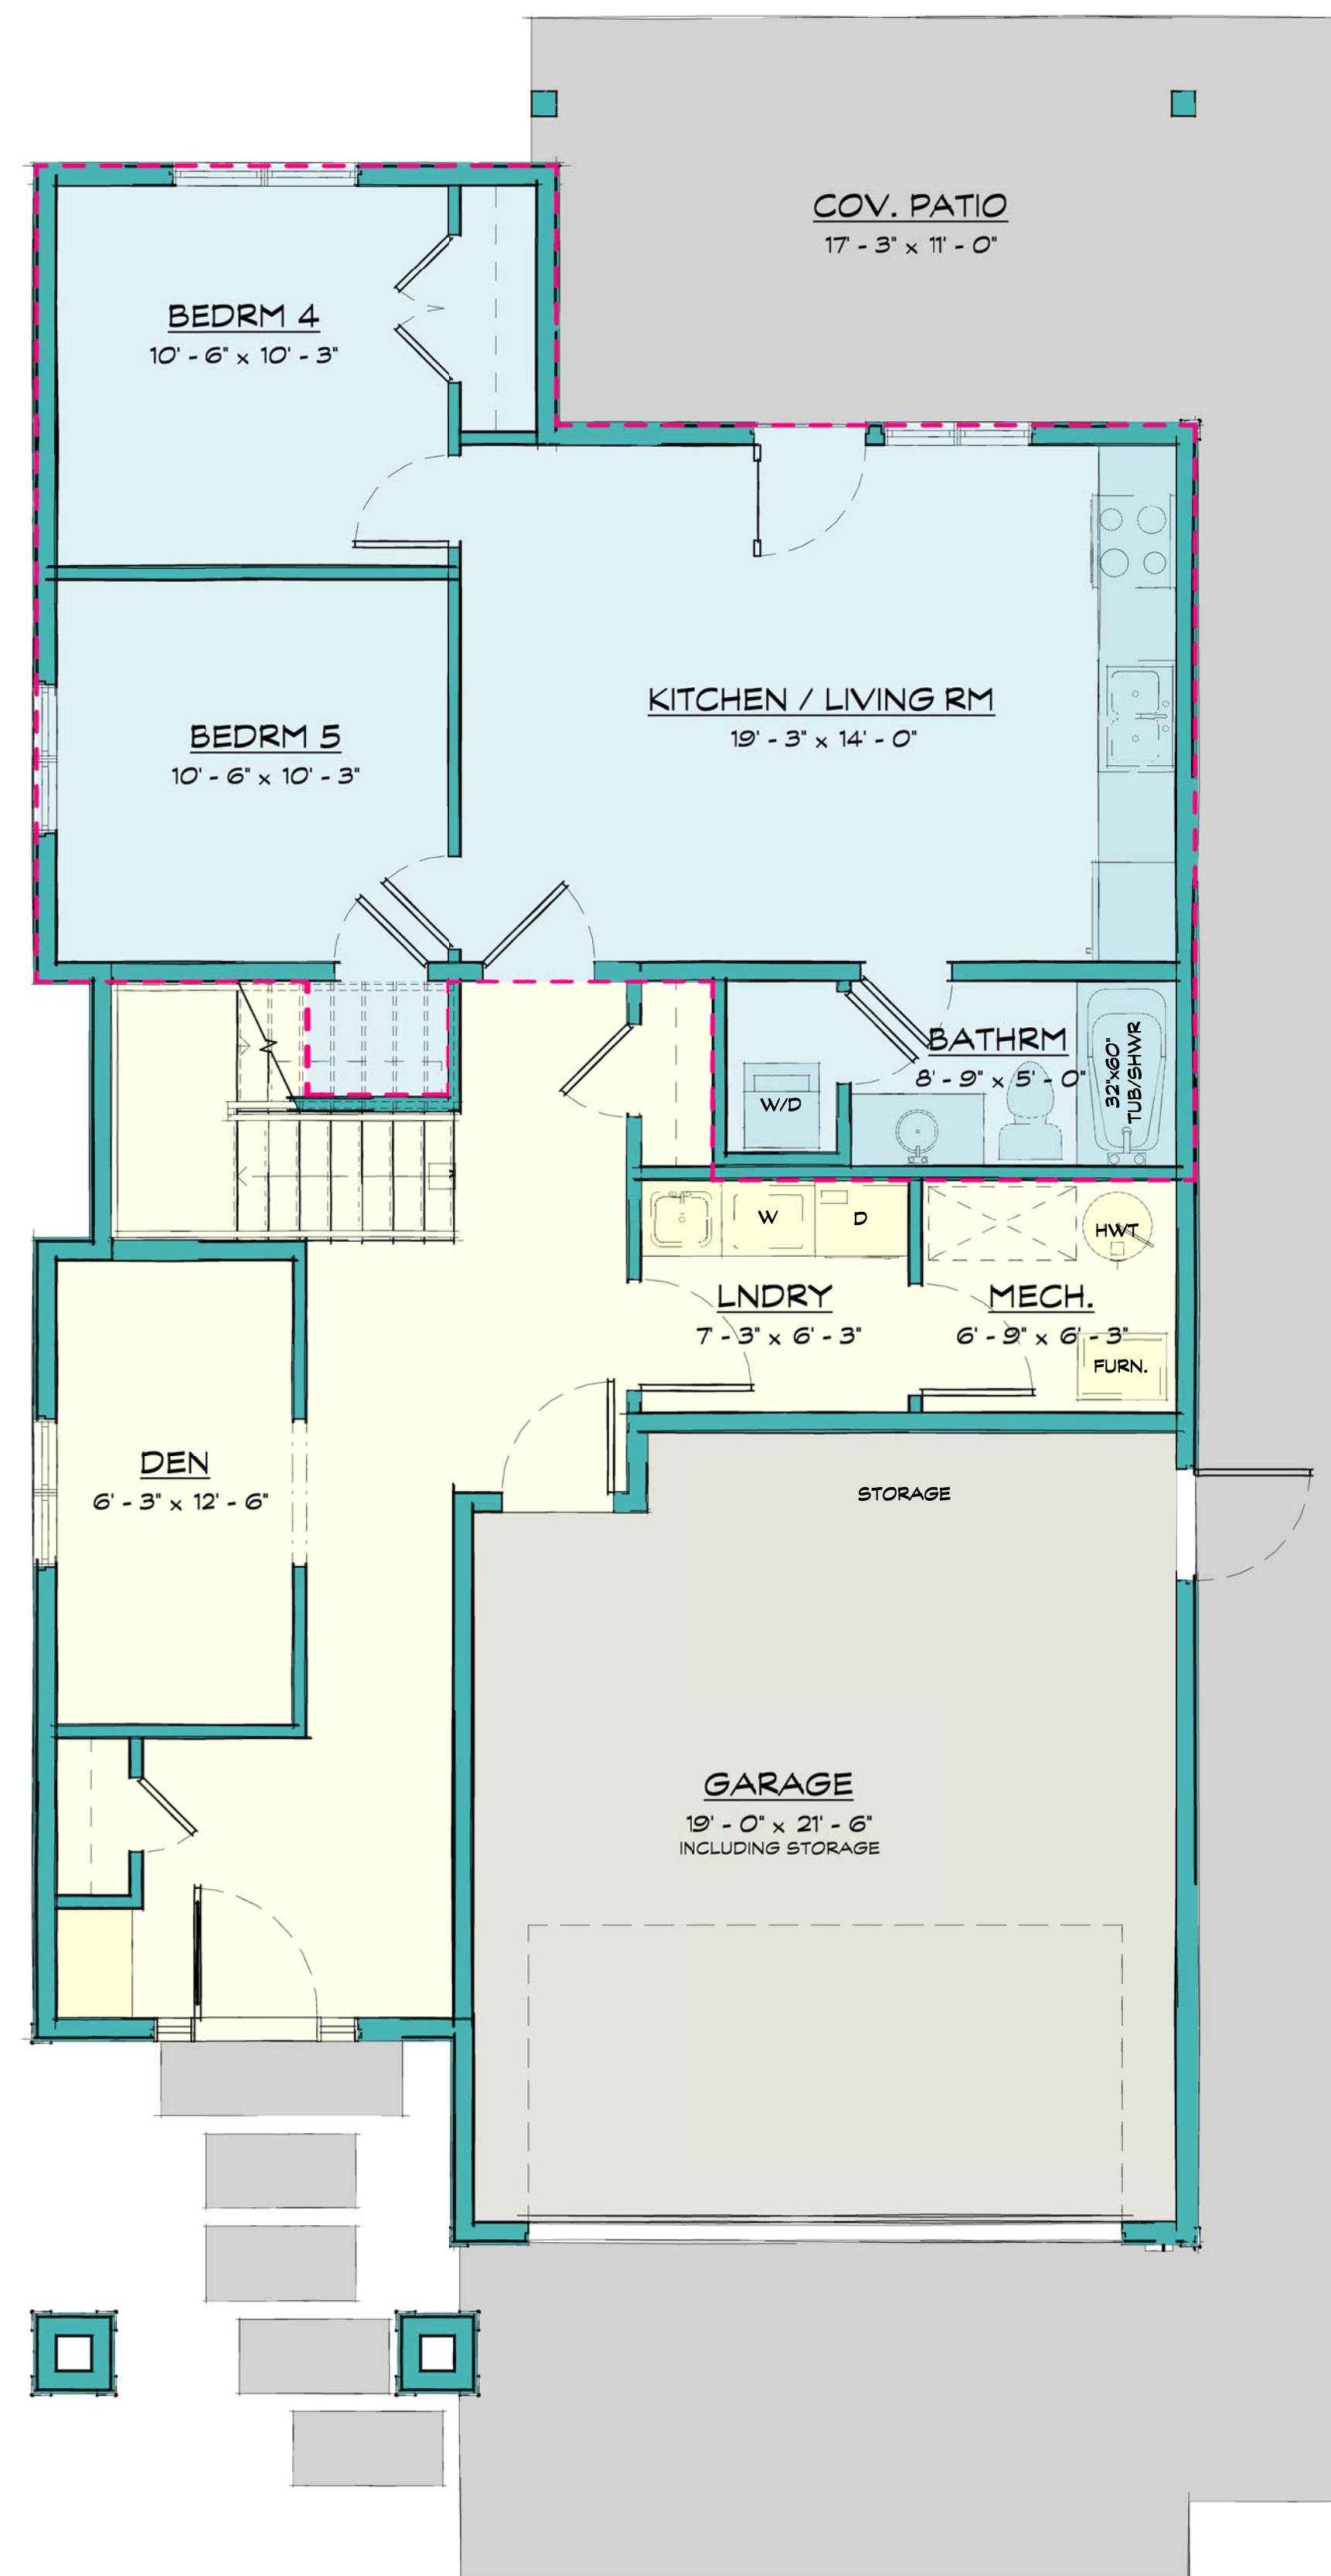 COV. PATIO
17' - 3" x 11' - 0"
BEDRM 4
10' - 6" x 10' - 3"
KITCHEN / LIVING RM
19' - 3" x 14' - 0"
BEDRM 5
10' - 6" x 10' - 3"
BATHRM
8' - 9" x 5' - 0"
32"x60"
TUB/SHWR
W/D
W
D
HWT
LNDRY
7' - 3" x 6' - 3"
MECH.
6' - 9" x 6' - 3"
FURN.
DEN
6' - 3" x 12' - 6"
STORAGE
GARAGE
19' - 0" x 21' - 6"
INCLUDING STORAGE